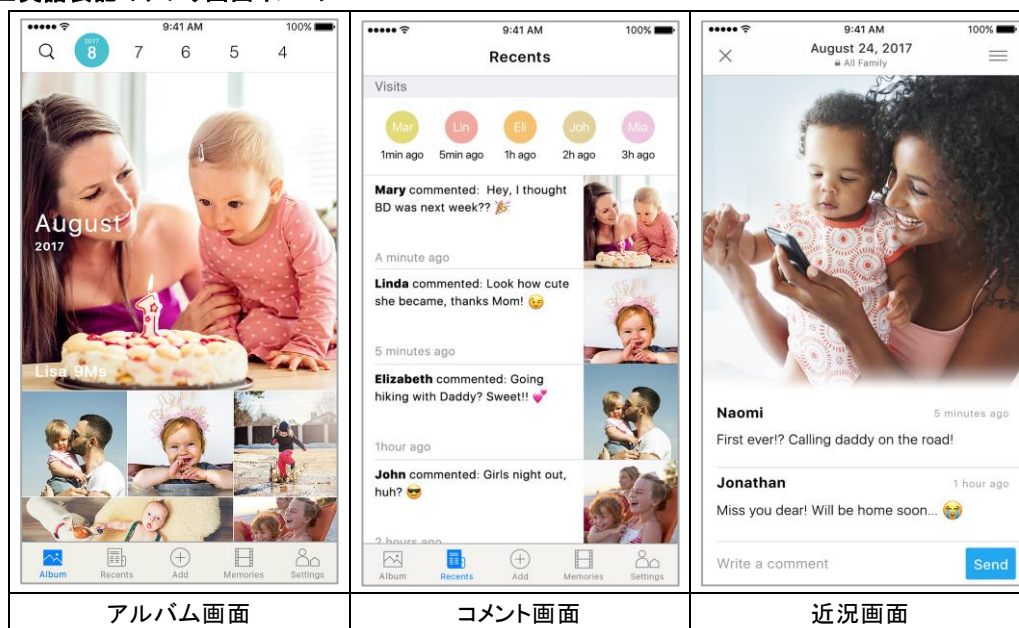 9:41 AM 100%
2017
8 7 6 5 4
August
2017
Lisa 9Ms
Album Recents Add Memories Settings
アルバム画面
9:41 AM 100%
Recents
Visits
Mar Lin Eli Joh Mia
1min ago 5min ago 1h ago 2h ago 3h ago
Mary commented: Hey, I thought
BD was next week?? 🎉
A minute ago
Linda commented: Look how cute
she became, thanks Mom! 😉
5 minutes ago
Elizabeth commented: Going
hiking with Daddy? Sweet!! 💕
1hour ago
John commented: Girls night out,
huh? 😎
2 hours ago
Album Recents Add Memories Settings
コメント画面
9:41 AM 100%
August 24, 2017
All Family
Naomi 5 minutes ago
First ever!? Calling daddy on the road!
Jonathan 1 hour ago
Miss you dear! Will be home soon... 😭
Write a comment Send
近況画面